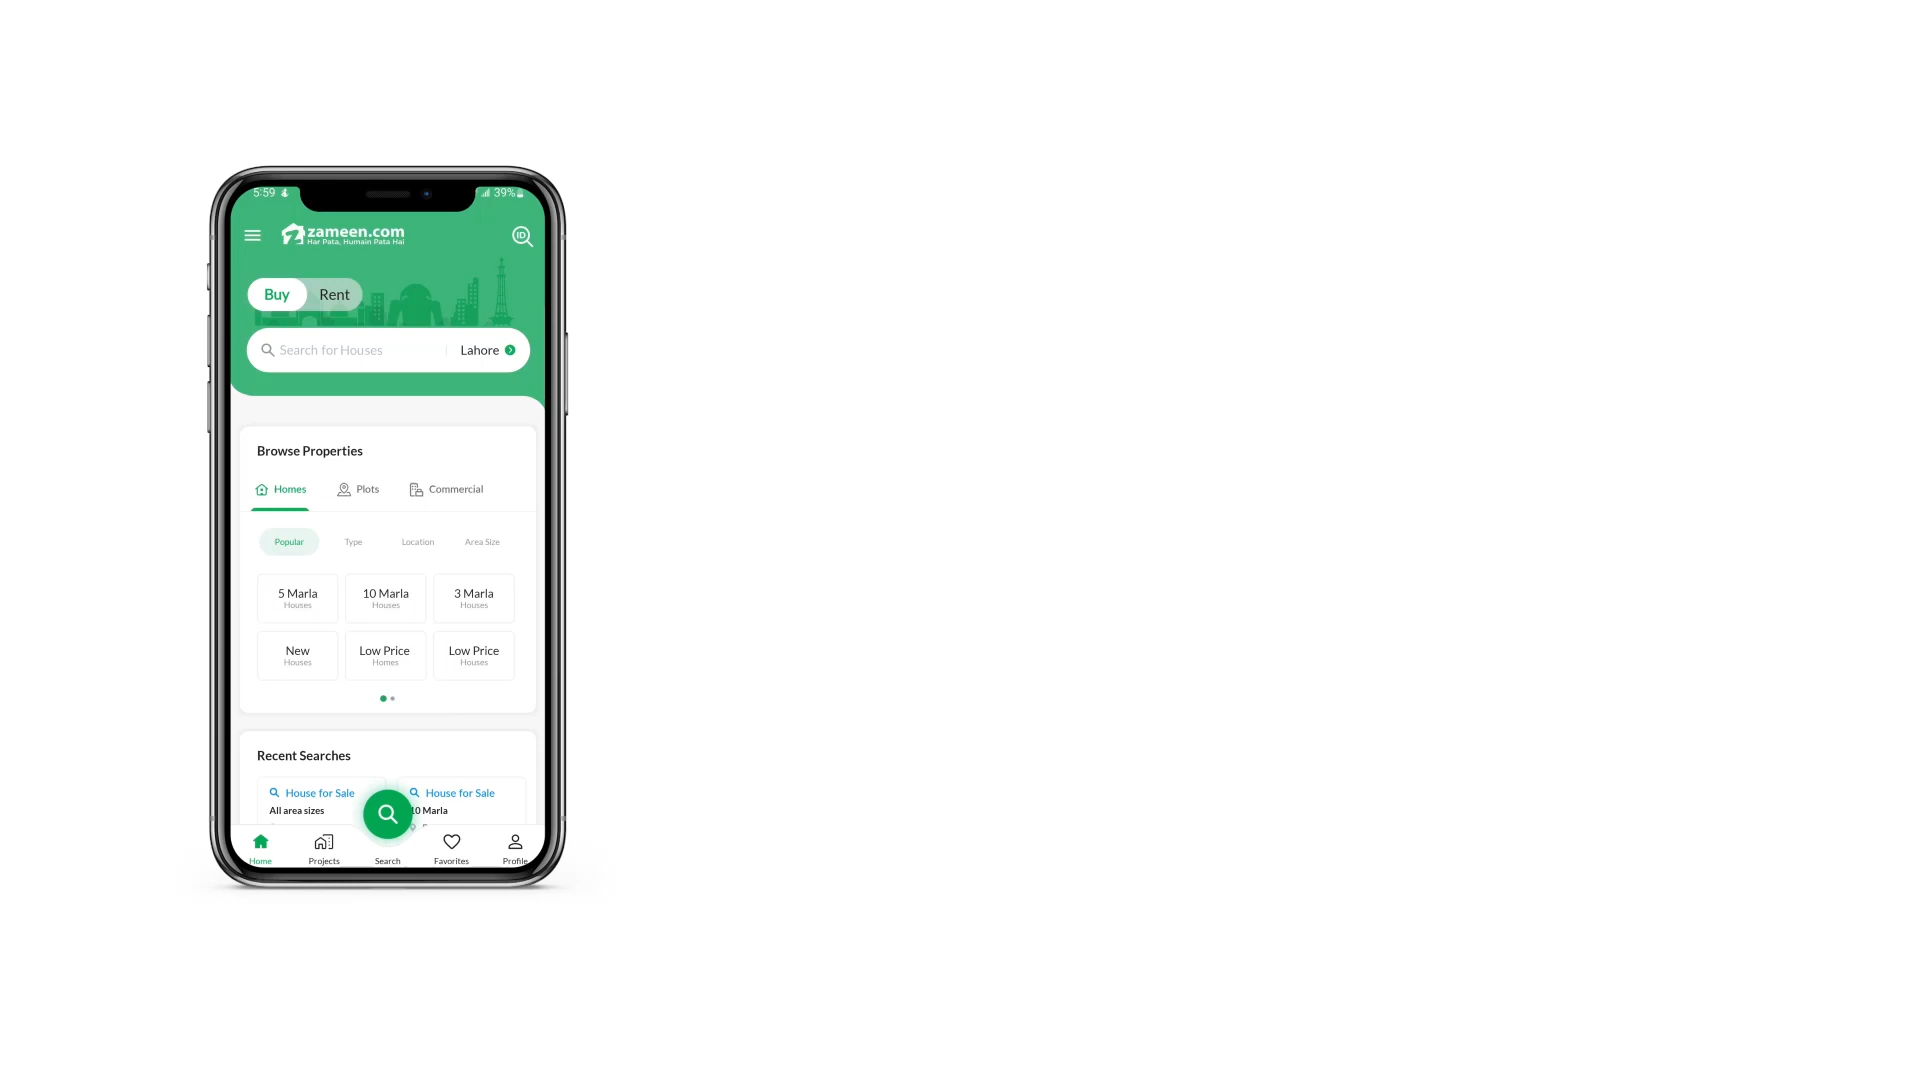 5:59
39%
zameen.com
Har Pata, Humain Pata Hai
ID
Buy Rent
Search for Houses Lahore
Browse Properties
Homes Plots Commercial
Popular Type Location Area Size
5 Marla 10 Marla 3 Marla
Houses Houses Houses
New Low Price Low Price
Houses Homes Houses
Recent Searches
House for Sale House for Sale
All area sizes 10 Marla
Home Projects Search Favorites Profile